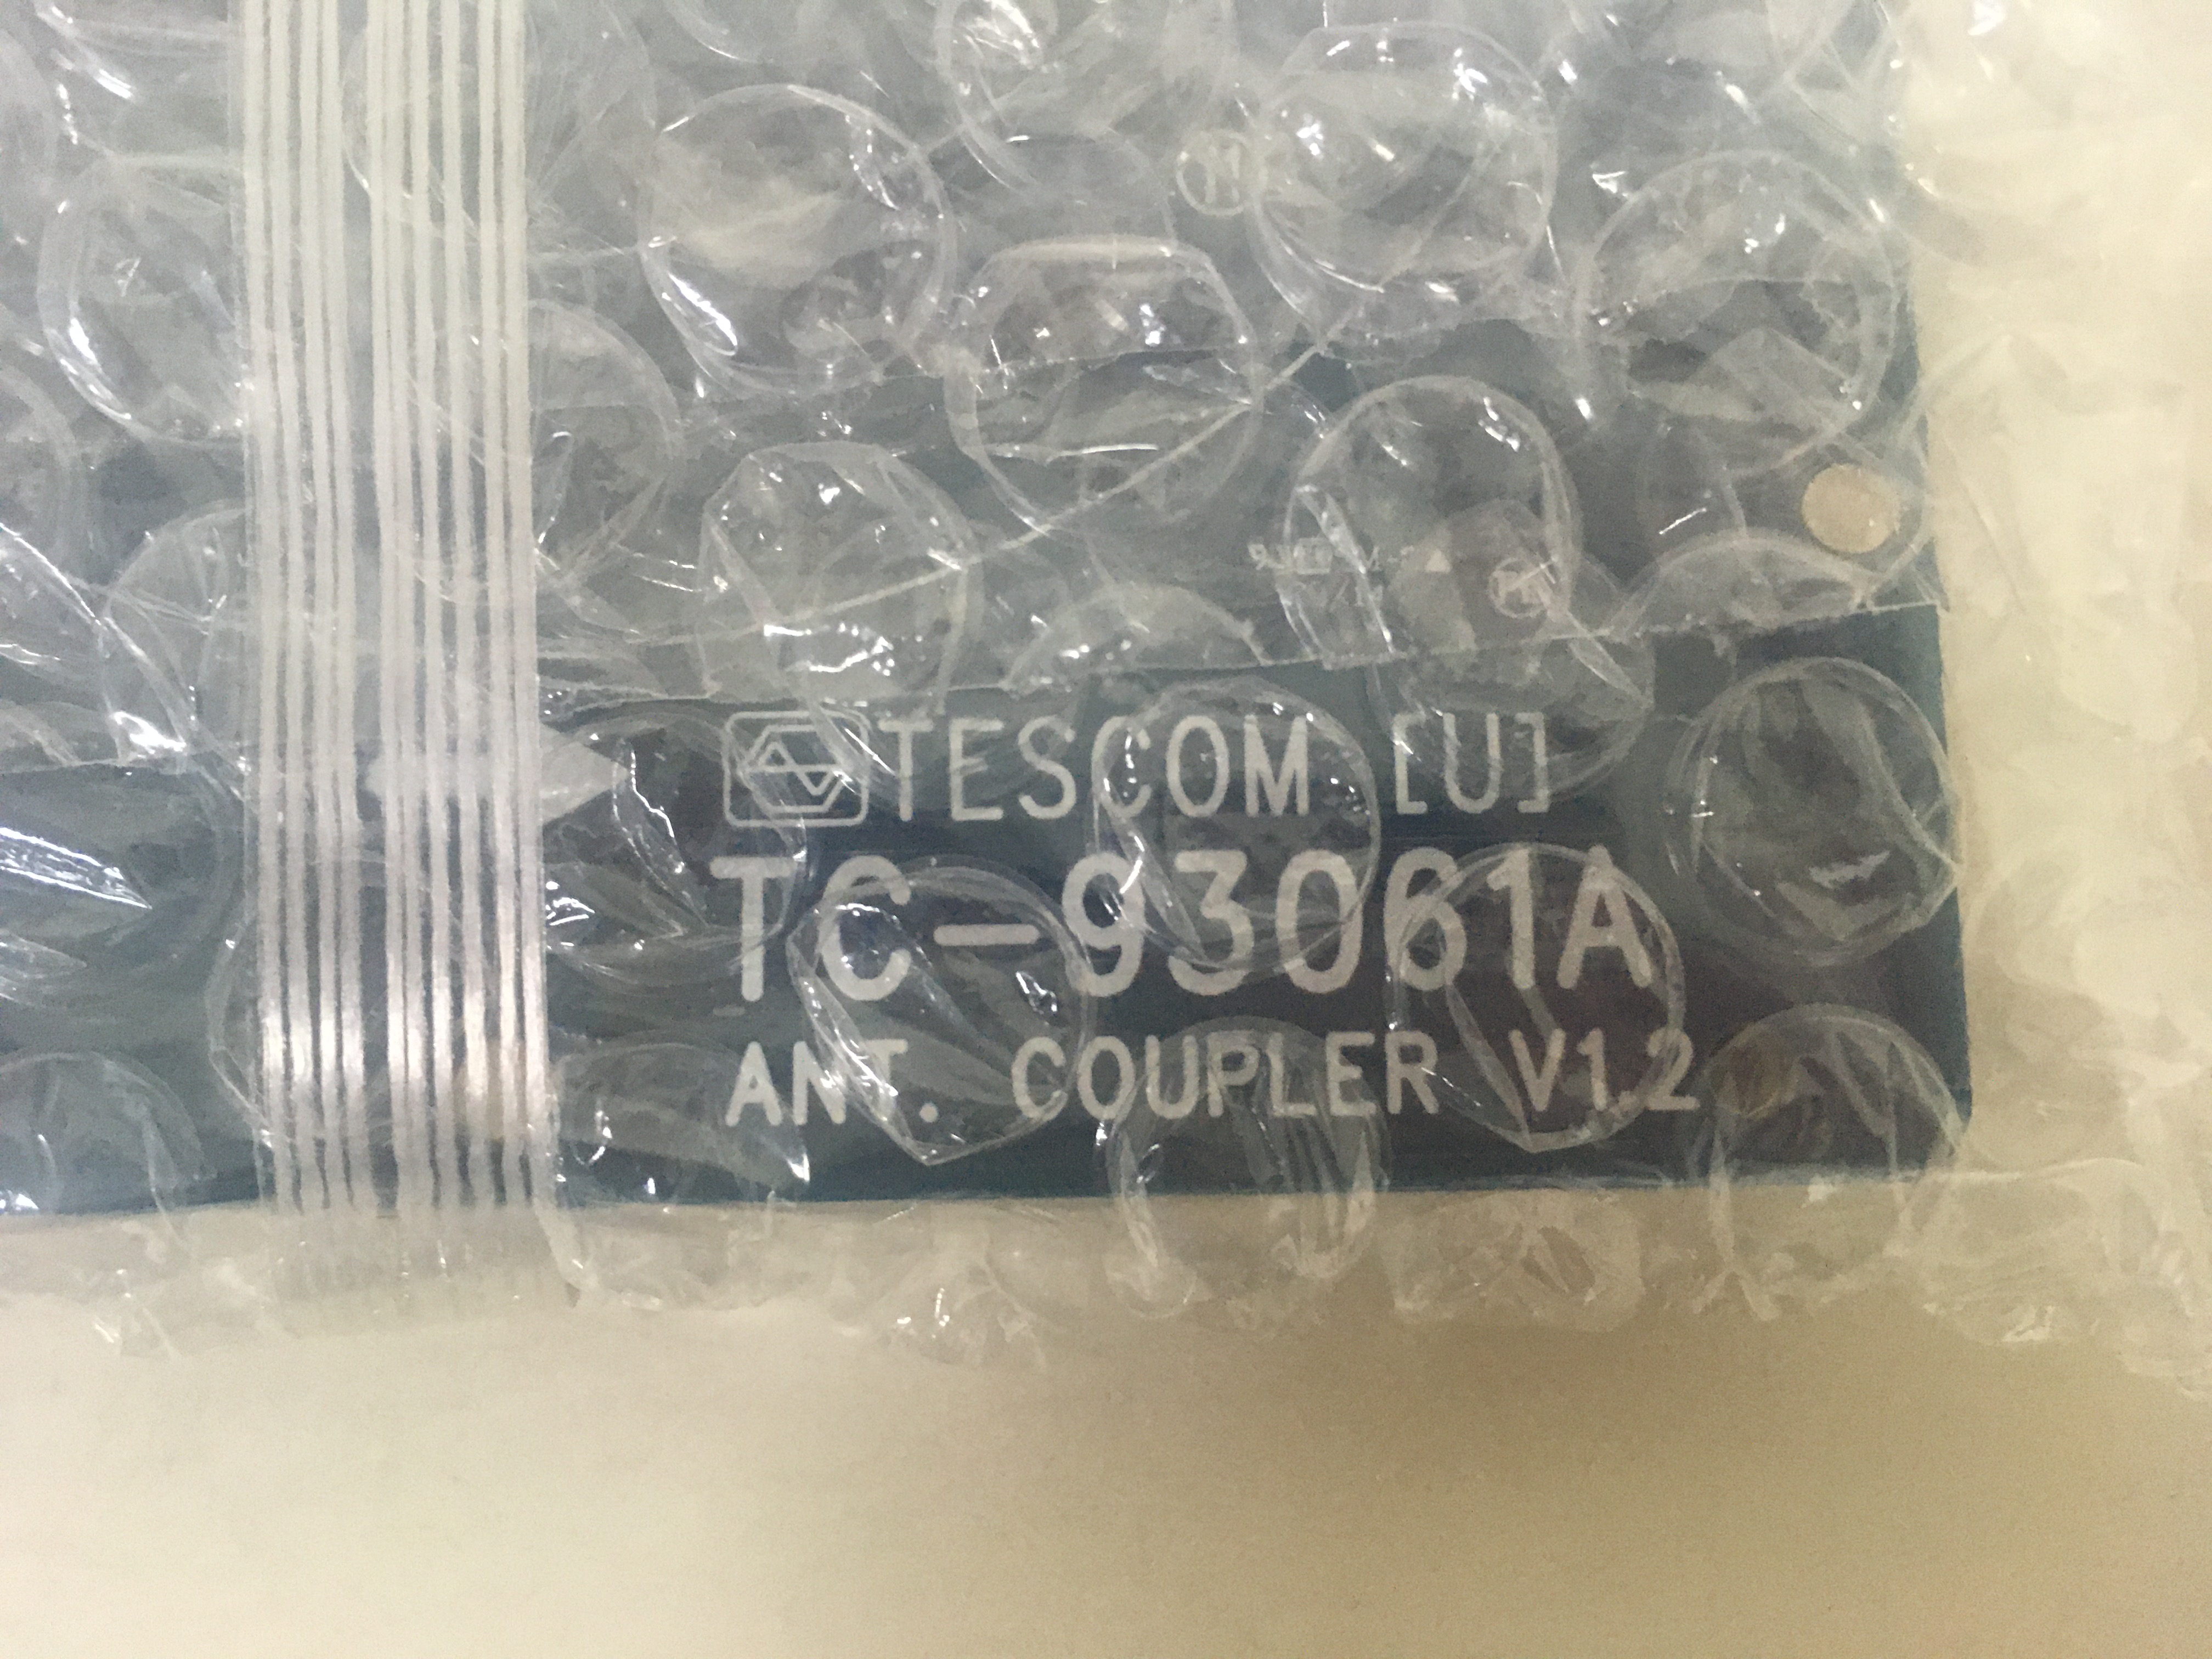 TESCOM [U]
TC-93061A
ANT. COUPLER V1.2